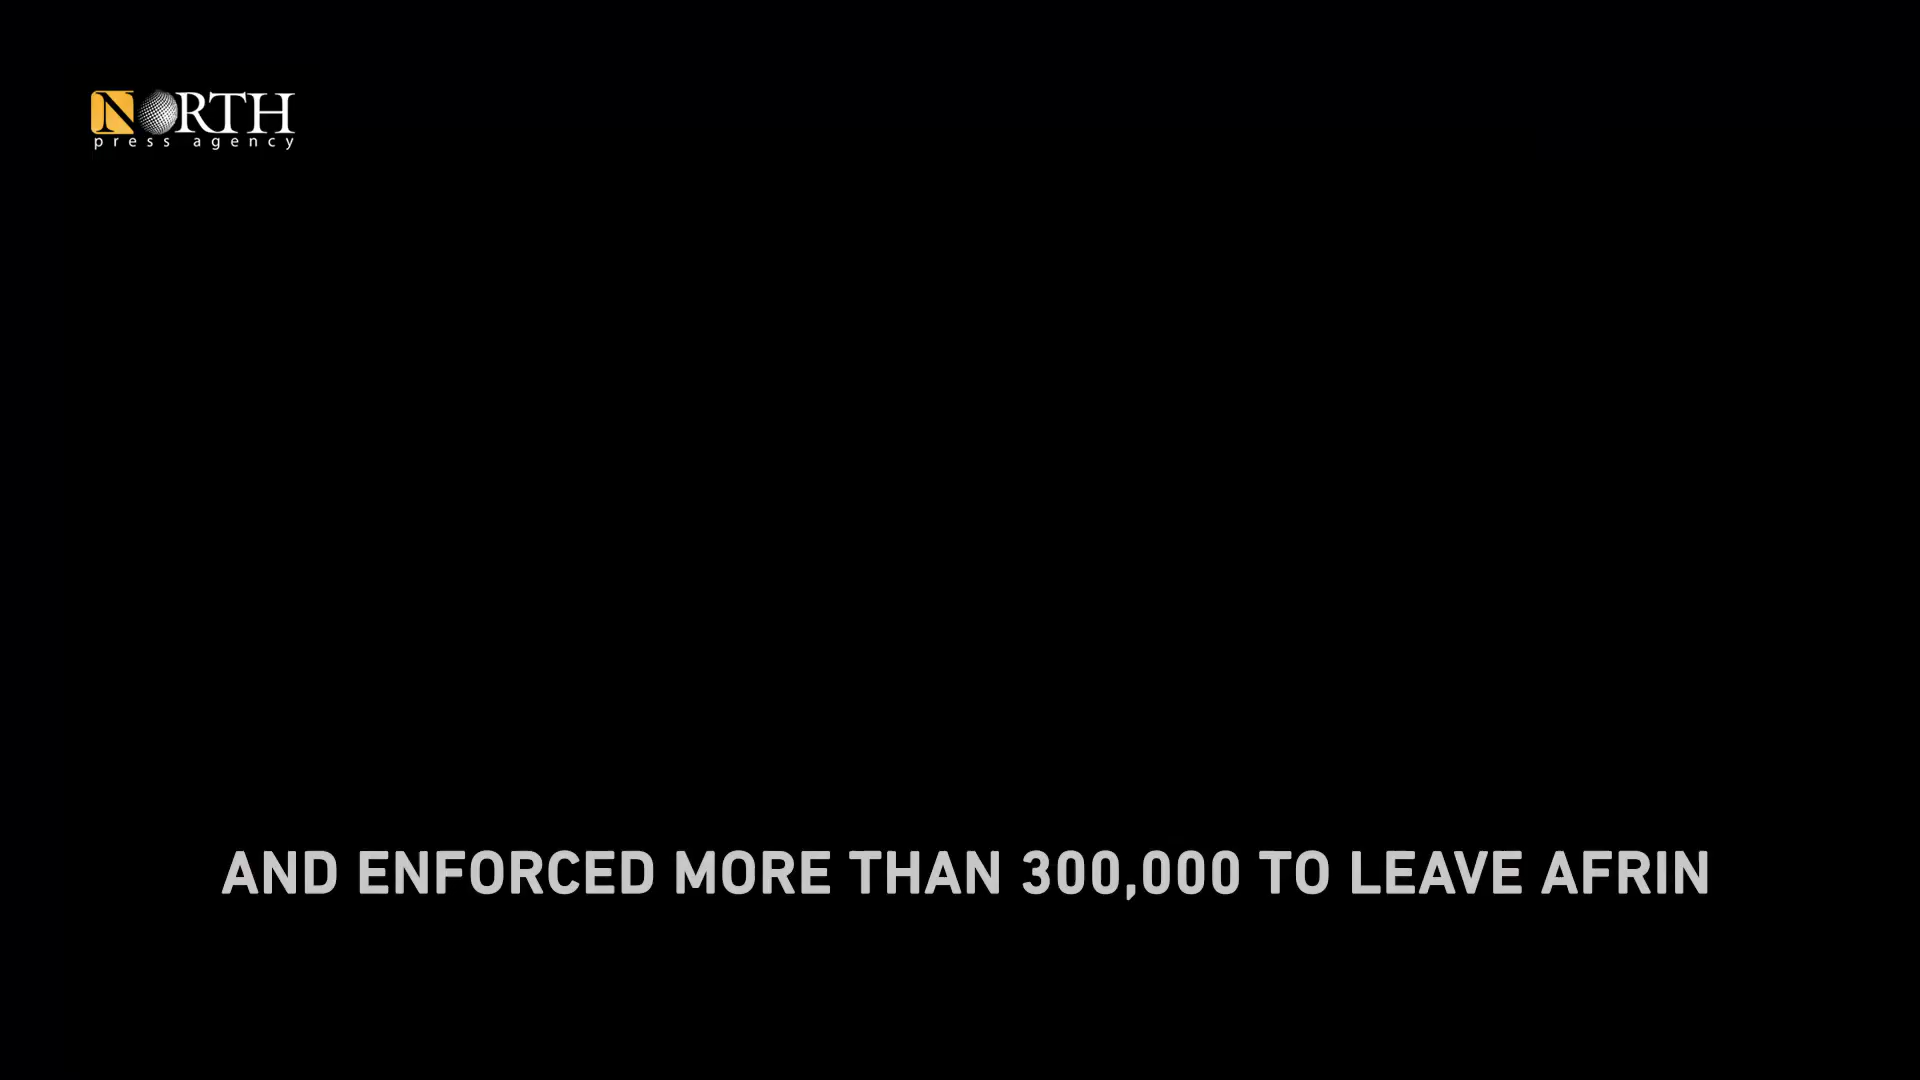 NORTH
press agency
AND ENFORCED MORE THAN 300,000 TO LEAVE AFRIN